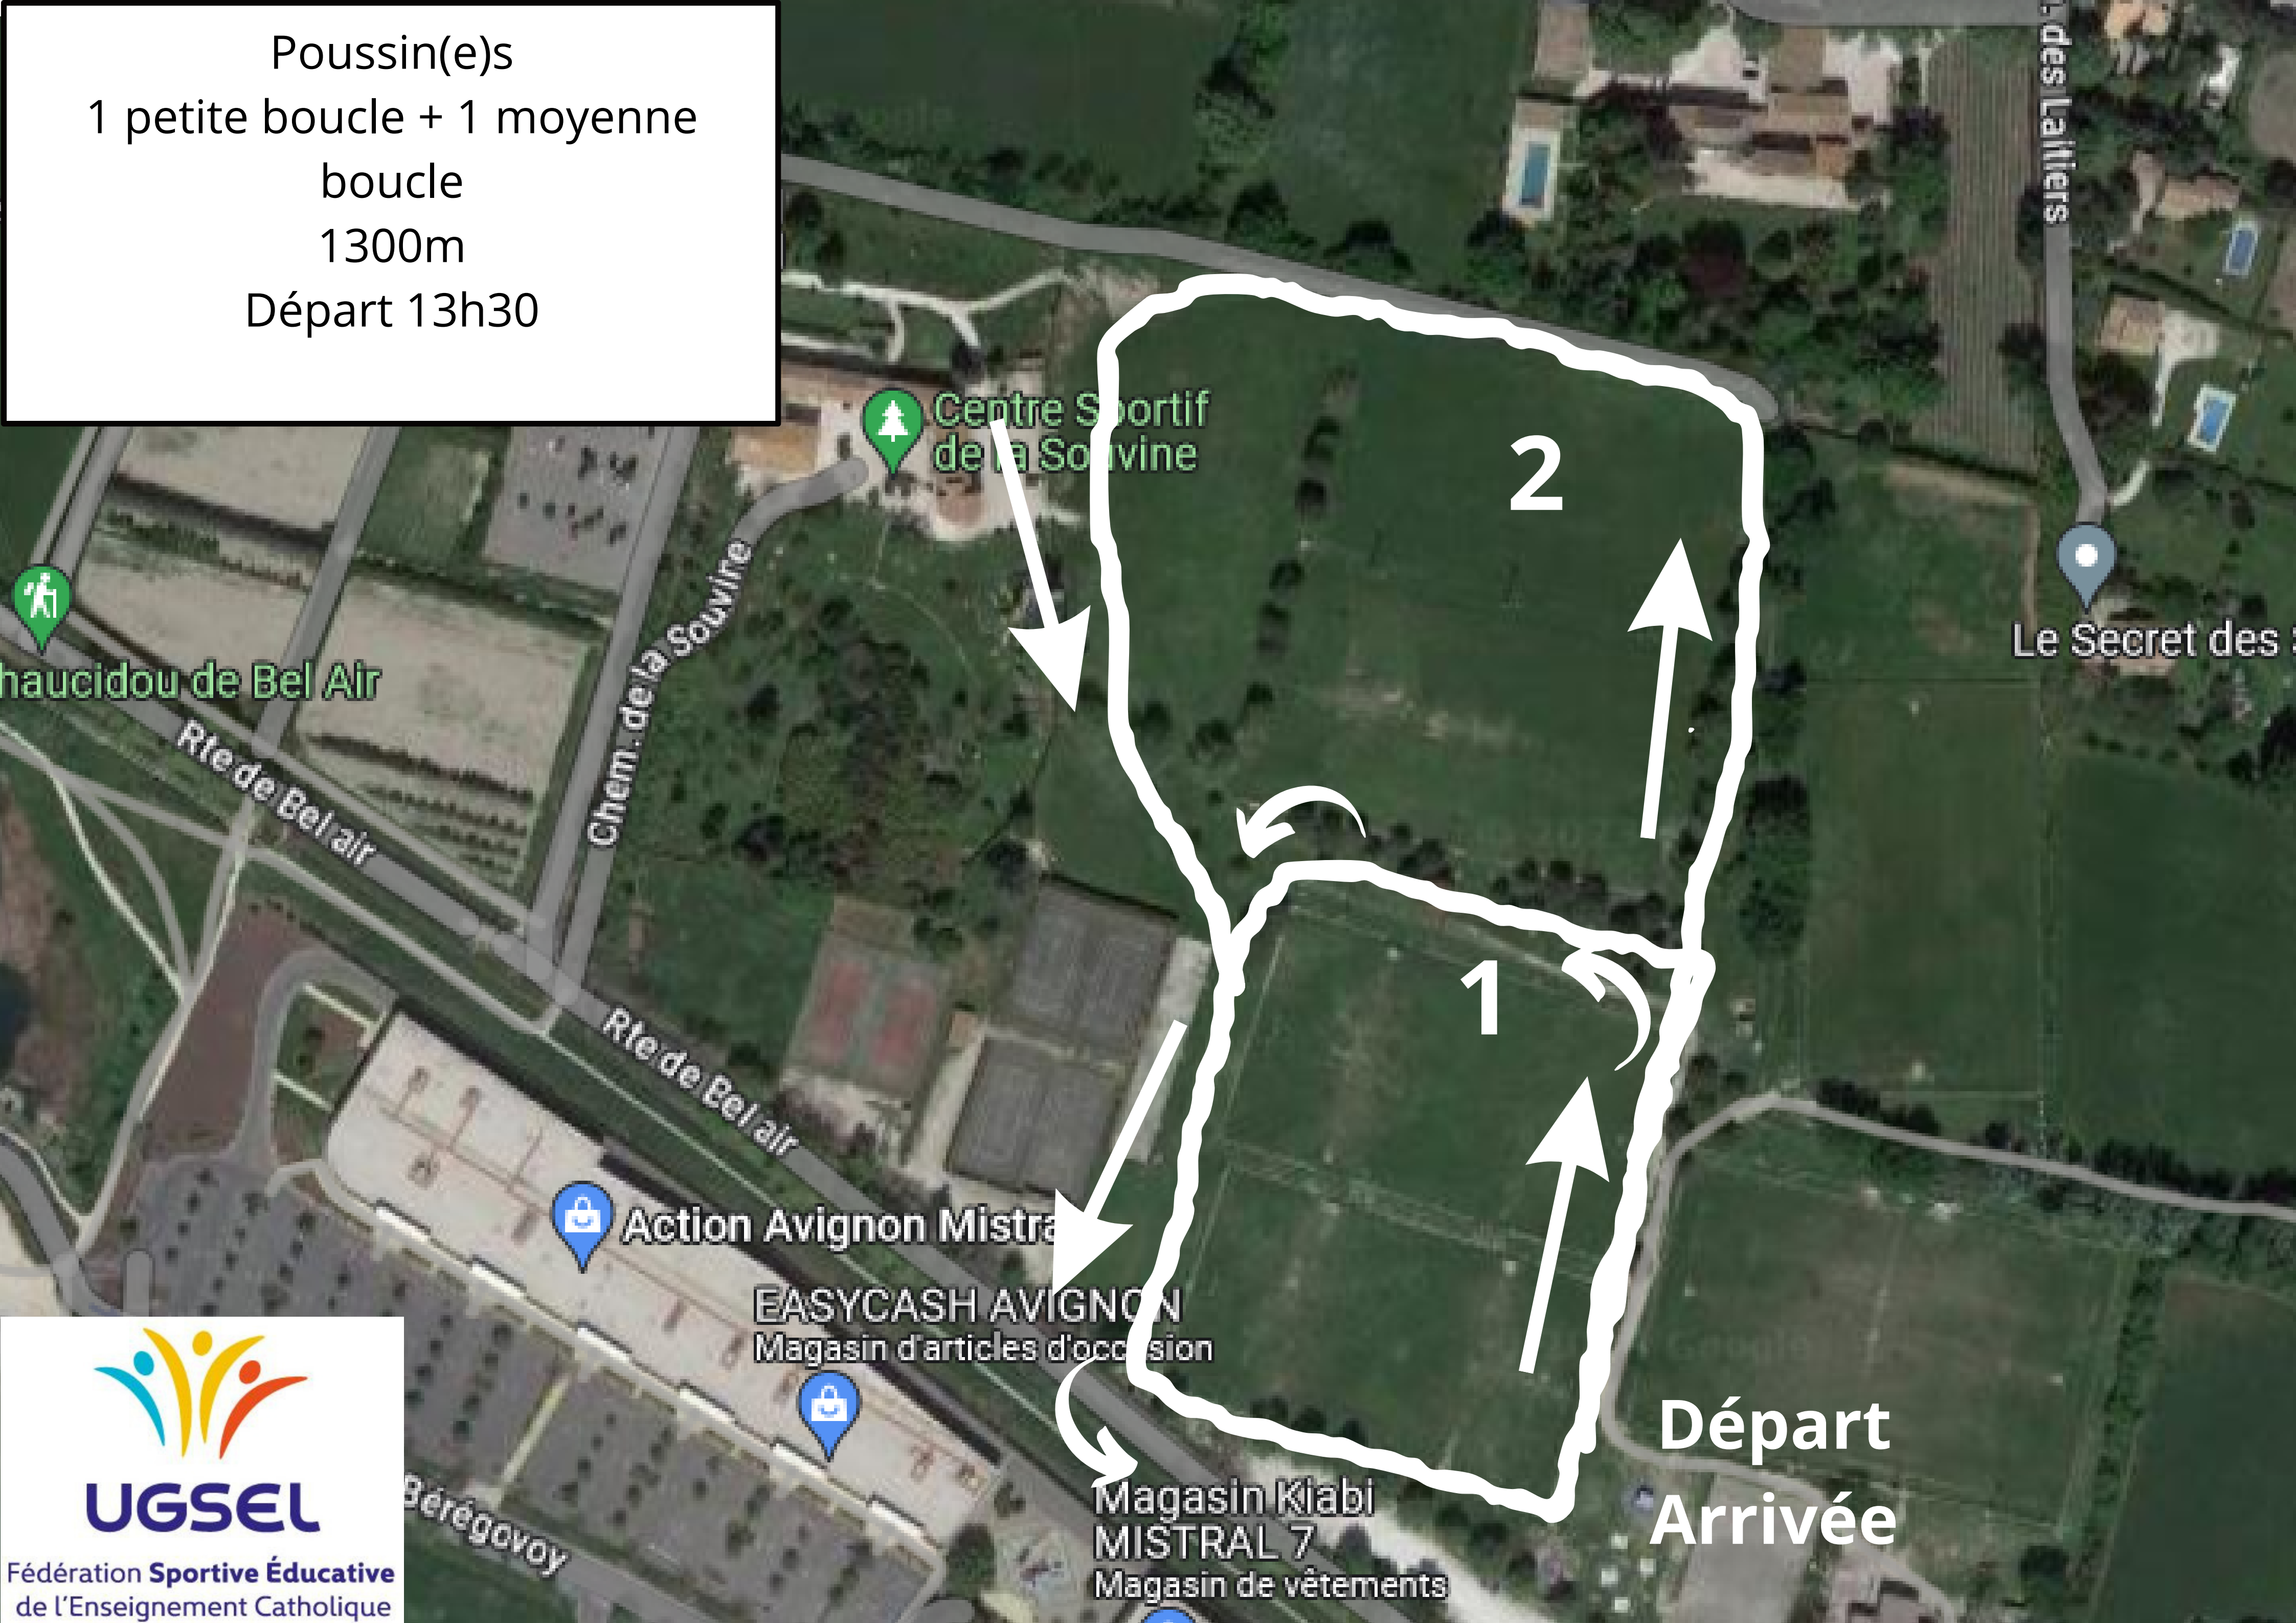 Poussin(e)s
1 petite boucle + 1 moyenne
boucle
1300m
Départ 13h30
des Laitiers
Centre Sportif
de la Souvine
2
Chem. de la Souvire
haucidou de Bel Air
Le Secret des
Rte de Bel air
1
Rte de Bel air
Action Avignon Mistra
EASYCASH AVIGNON
Magasin d'articles d'occasion
Départ
Arrivée
Magasin Kiabi
MISTRAL 7
Magasin de vêtements
Bérégovoy
UGSEL
Fédération Sportive Éducative
de l'Enseignement Catholique